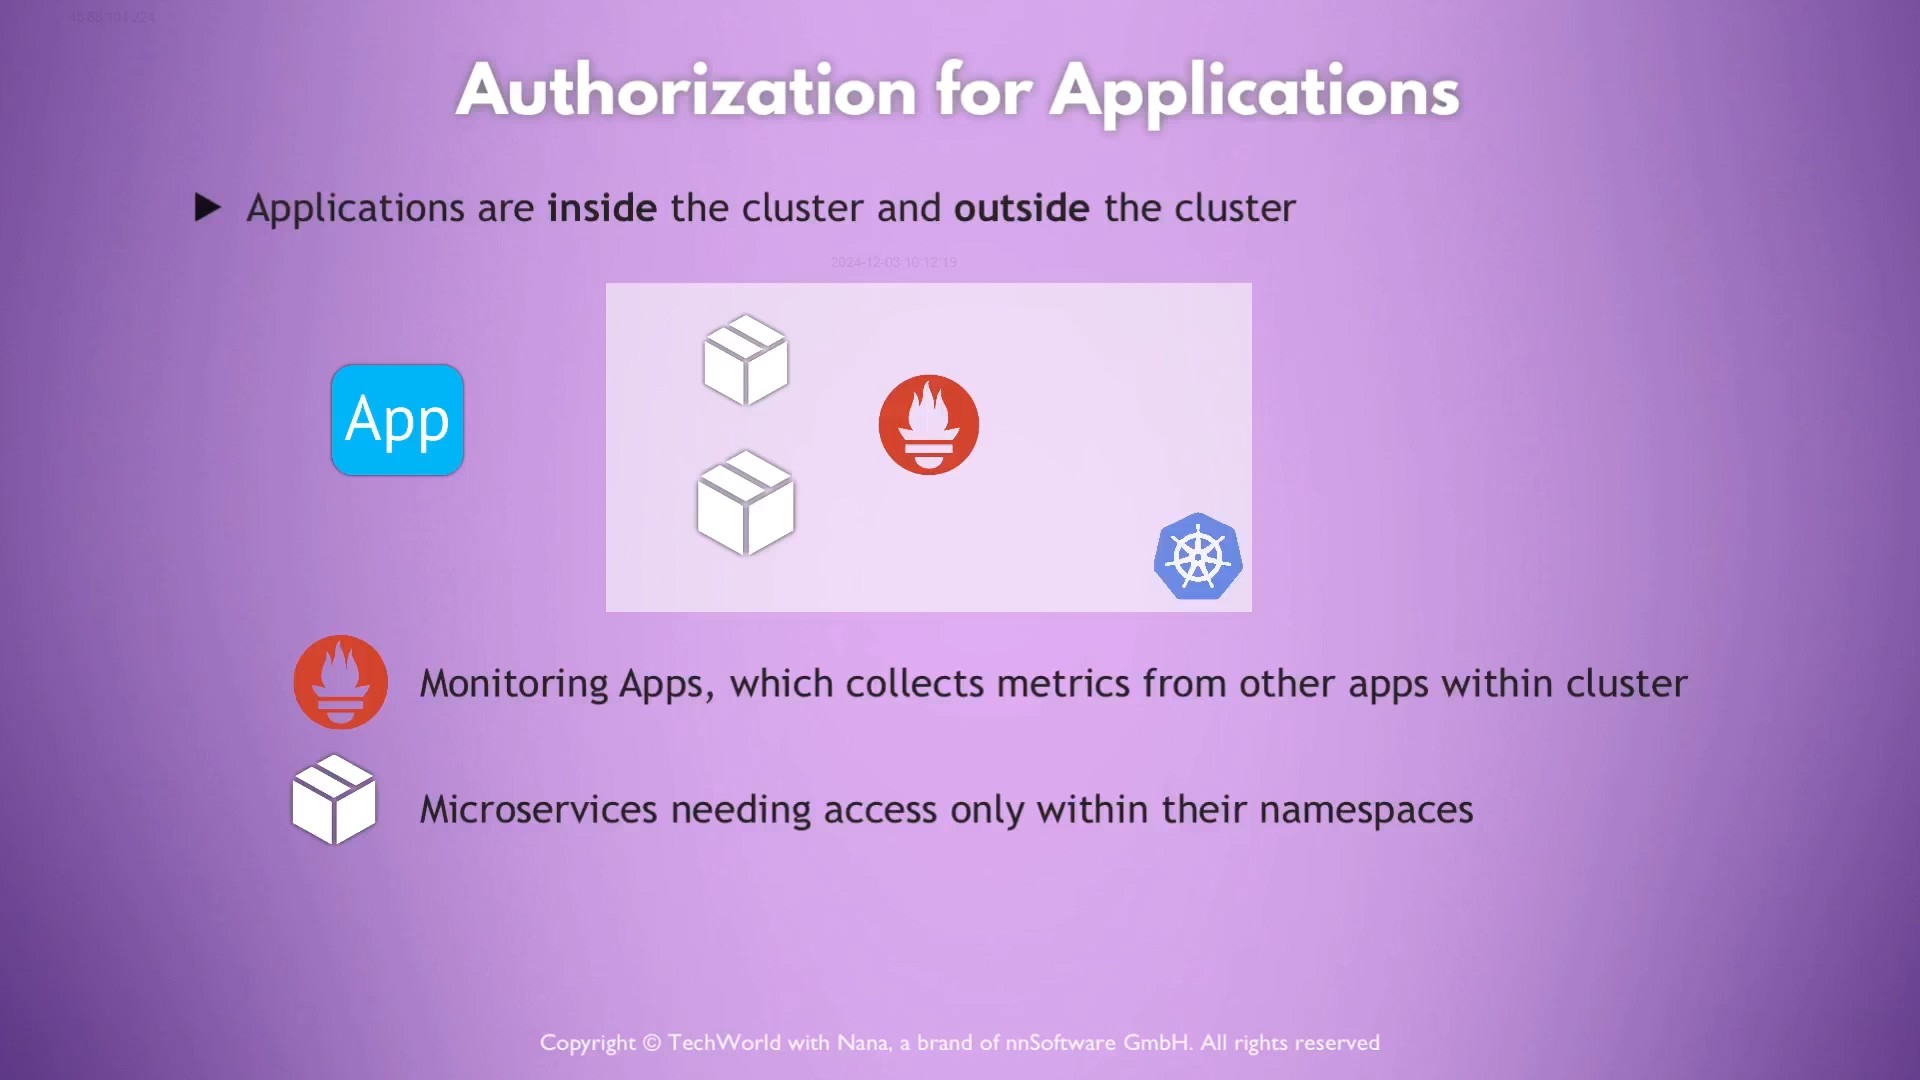 Authorization for Applications
Applications are inside the cluster and outside the cluster
2024-12-03 10:12:19
App
Monitoring Apps, which collects metrics from other apps within cluster
Microservices needing access only within their namespaces
Copyright © TechWorld with Nana, a brand of nnSoftware GmbH. All rights reserved